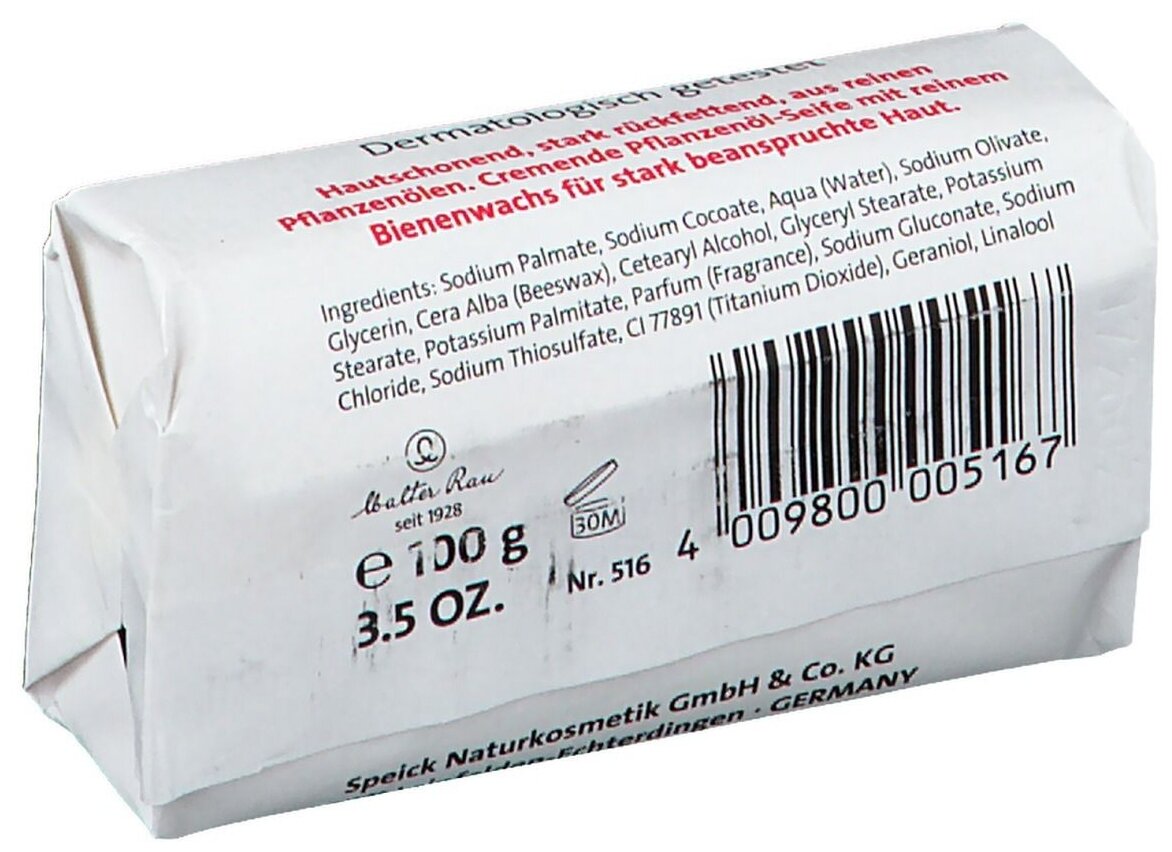 Dermatologisch getestet
Hautschonend, stark rückfettend, aus reinen
Pflanzenölen. Cremende Pflanzenöl-Seife mit reinem
Bienenwachs für stark beanspruchte Haut.
Ingredients: Sodium Palmate, Sodium Cocoate, Aqua (Water), Sodium Olivate,
Glycerin, Cera Alba (Beeswax), Cetearyl Alcohol, Glyceryl Stearate, Potassium
Stearate, Potassium Palmitate, Parfum (Fragrance), Sodium Gluconate, Sodium
Chloride, Sodium Thiosulfate, CI 77891 (Titanium Dioxide), Geraniol, Linalool
Walter Rau
seit 1928
e 100 g
3.5 OZ.
30M
Nr. 516
4 009800 005167
Speick Naturkosmetik GmbH & Co. KG
Echterdingen · GERMANY